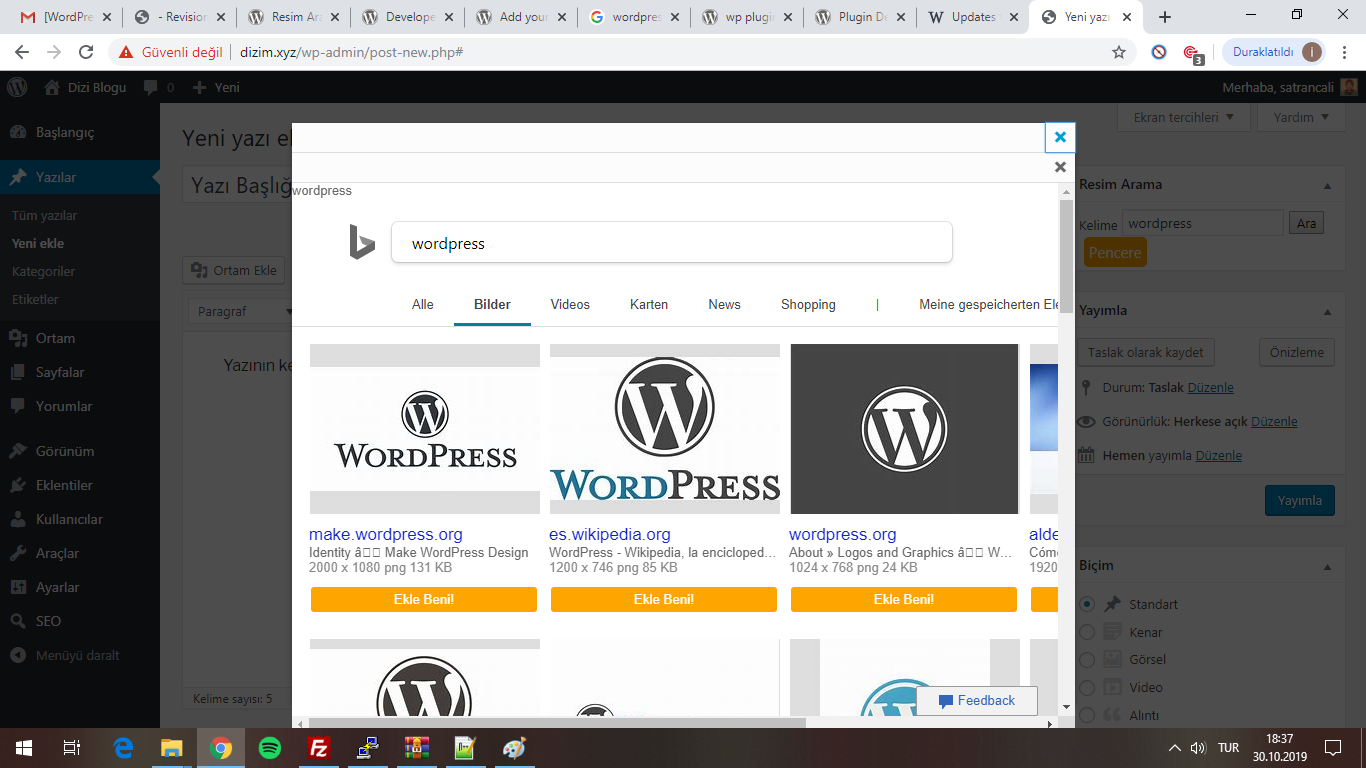 [WordPre
- Revision
Resim Ara
Develope
Add your
wordpres
wp plugin
Plugin De
Updates
Yeni yazı
Güvenli değil
dizim.xyz/wp-admin/post-new.php#
3
Duraklatıldı
i
Dizi Blogu
0
Yeni
Merhaba, satrancali
Başlangıç
Yazılar
Tüm yazılar
Yeni ekle
Kategoriler
Etiketler
Ortam
Sayfalar
Yorumlar
Görünüm
Eklentiler
Kullanıcılar
Araçlar
Ayarlar
SEO
Menüyü daralt
Yeni yazı el
Yazı Başlığ
Ortam Ekle
Paragraf
Yazının ke
Kelime sayısı: 5
wordpress
wordpress
Alle Bilder Videos Karten News Shopping | Meine gespeicherten Ele
WORDPRESS
WORDPRESS
make.wordpress.org
Identity â Make WordPress Design
2000 x 1080 png 131 KB
Ekle Beni!
es.wikipedia.org
WordPress - Wikipedia, la encicloped...
1200 x 746 png 85 KB
Ekle Beni!
wordpress.org
About » Logos and Graphics â W...
1024 x 768 png 24 KB
Ekle Beni!
alde
Cómo
1920
Feedback
Ekran tercihleri
Yardım
Resim Arama
Kelime wordpress Ara
Pencere
Yayımla
Taslak olarak kaydet
Önizleme
Durum: Taslak Düzenle
Görünürlük: Herkese açık Düzenle
Hemen yayımla Düzenle
Yayımla
Biçim
Standart
Kenar
Görsel
Video
Alıntı
TUR
18:37
30.10.2019